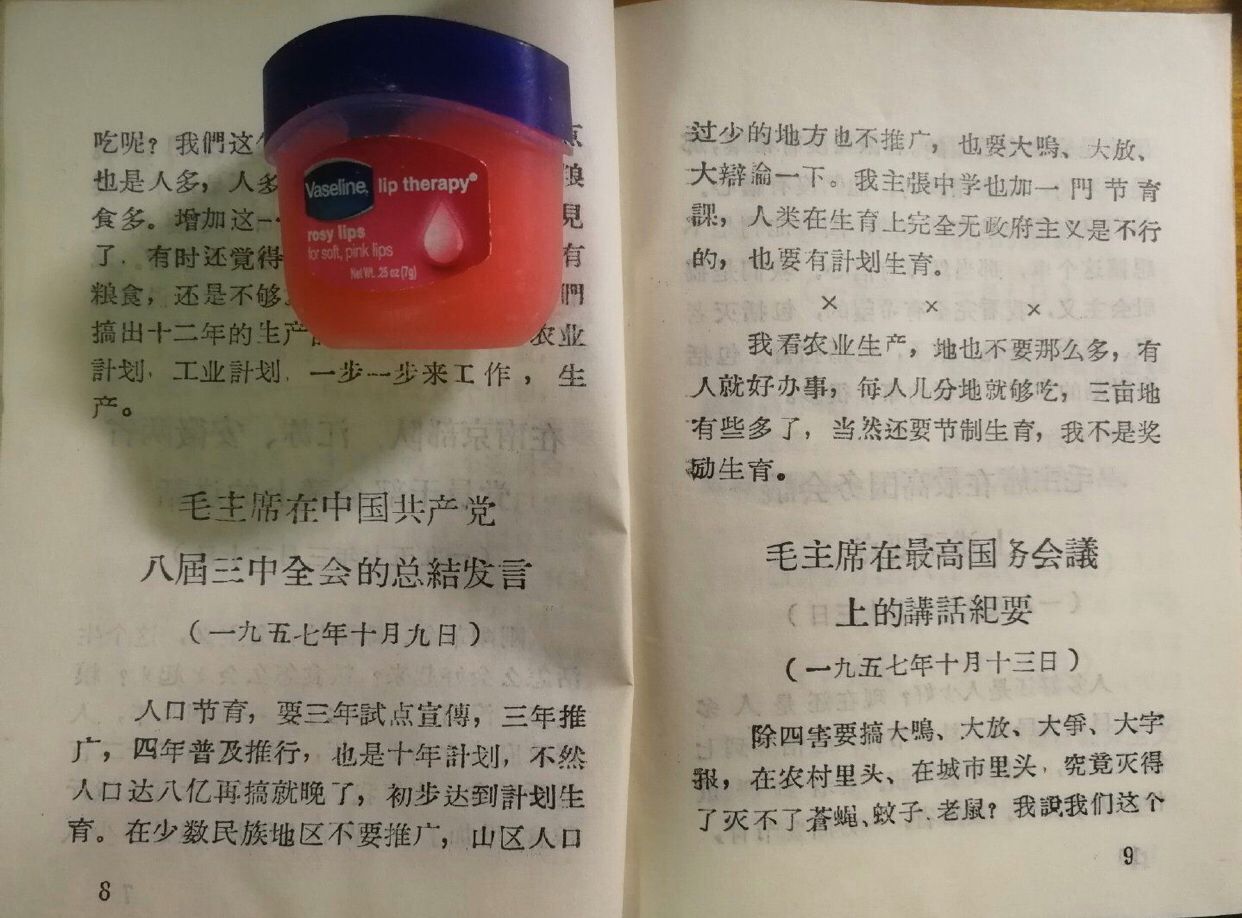 吃呢？我們这
也是人多，人多
食多。增加这一
了，有时还覺得
粮食，还是不够
搞出十二年的生产
計划，工业計划，一步一步来工作，生
产。
点
粮
見
有
們
农业
Vaseline. lip therapy®
rosy lips
for soft, pink lips
Net Wt. .25 oz (7g)
毛主席在中国共产党
八屆三中全会的总結发言
（一九五七年十月九日）
人口节育，要三年試点宣傳，三年推
广，四年普及推行，也是十年計划，不然
人口达八亿再搞就晚了，初步达到計划生
育。在少数民族地区不要推广，山区人口
8
过少的地方也不推广，也要大鳴、大放、
大辯論一下。我主張中学也加一門节育
課，人类在生育上完全无政府主义是不行
的，也要有計划生育。
× × ×
我看农业生产，地也不要那么多，有
人就好办事，每人几分地就够吃，三亩地
有些多了，当然还要节制生育，我不是奖
励生育。
毛主席在最高国务会議
上的講話紀要
（一九五七年十月十三日）
除四害要搞大鳴、大放、大爭、大字
报，在农村里头、在城市里头，究竟灭得
了灭不了蒼蝇、蚊子、老鼠？我說我们这个
9